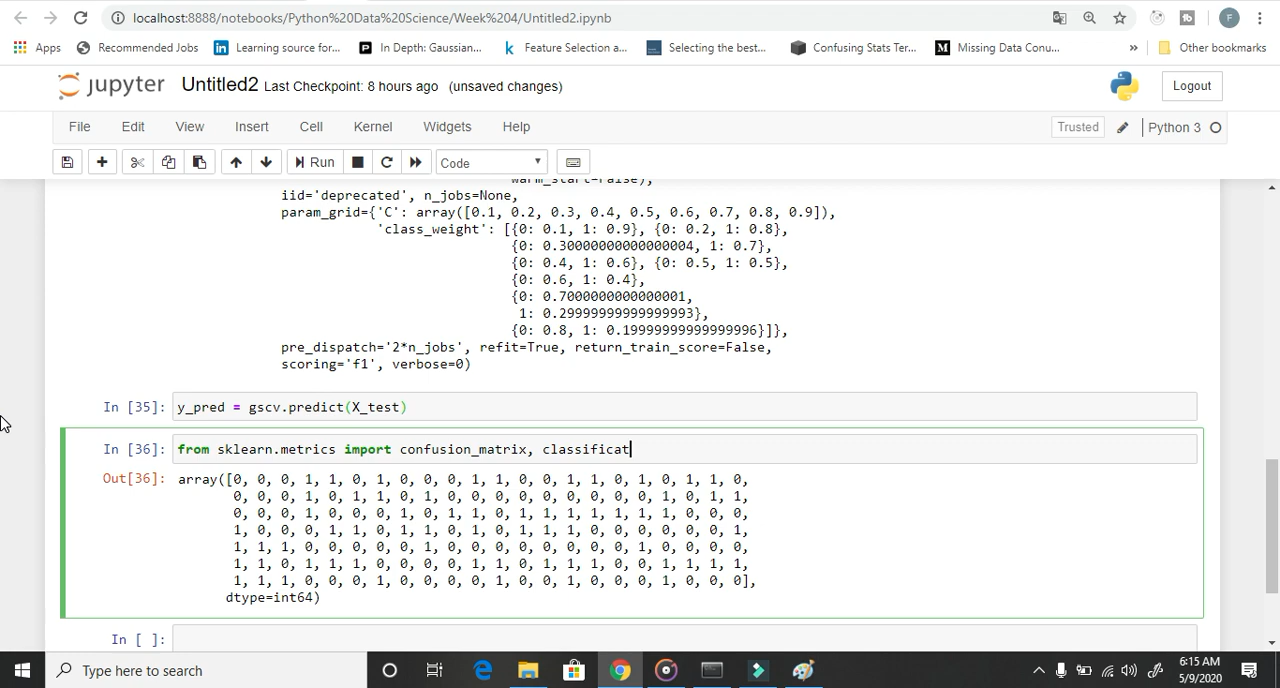 localhost:8888/notebooks/Python%20Data%20Science/Week%204/Untitled2.ipynb
F
Apps Recommended Jobs Learning source for... In Depth: Gaussian... Feature Selection a... Selecting the best... Confusing Stats Ter... Missing Data Conu... » Other bookmarks
jupyter Untitled2 Last Checkpoint: 8 hours ago (unsaved changes) Logout
File Edit View Insert Cell Kernel Widgets Help Trusted Python 3
Run Code
warm_start=False),
iid='deprecated', n_jobs=None,
param_grid={'C': array([0.1, 0.2, 0.3, 0.4, 0.5, 0.6, 0.7, 0.8, 0.9]),
'class_weight': [{0: 0.1, 1: 0.9}, {0: 0.2, 1: 0.8},
{0: 0.30000000000000004, 1: 0.7},
{0: 0.4, 1: 0.6}, {0: 0.5, 1: 0.5},
{0: 0.6, 1: 0.4},
{0: 0.7000000000000001,
1: 0.29999999999999993},
{0: 0.8, 1: 0.19999999999999996}]},
pre_dispatch='2*n_jobs', refit=True, return_train_score=False,
scoring='f1', verbose=0)
In [35]: y_pred = gscv.predict(X_test)
In [36]: from sklearn.metrics import confusion_matrix, classificat
Out[36]: array([0, 0, 0, 1, 1, 0, 1, 0, 0, 0, 1, 1, 0, 0, 1, 1, 0, 1, 0, 1, 1, 0,
0, 0, 0, 1, 0, 1, 1, 0, 1, 0, 0, 0, 0, 0, 0, 0, 0, 0, 1, 0, 1, 1,
0, 0, 0, 1, 0, 0, 0, 1, 0, 1, 1, 0, 1, 1, 1, 1, 1, 1, 1, 0, 0, 0,
1, 0, 0, 0, 1, 1, 0, 1, 1, 0, 1, 0, 1, 1, 1, 0, 0, 0, 0, 0, 0, 1,
1, 1, 1, 0, 0, 0, 0, 0, 1, 0, 0, 0, 0, 0, 0, 0, 0, 1, 0, 0, 0, 0,
1, 1, 0, 1, 1, 1, 0, 0, 0, 0, 1, 1, 0, 1, 1, 0, 0, 1, 1, 1, 1, 1,
1, 1, 1, 0, 0, 0, 1, 0, 0, 0, 0, 1, 0, 0, 1, 0, 0, 0, 1, 0, 0, 0],
dtype=int64)
In [ ]:
Type here to search
6:15 AM
5/9/2020